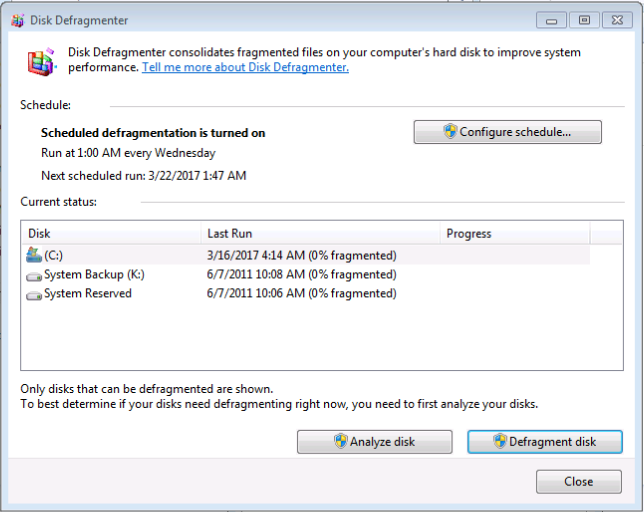 Disk Defragmenter
Disk Defragmenter consolidates fragmented files on your computer's hard disk to improve system
performance. Tell me more about Disk Defragmenter.
Schedule:
Scheduled defragmentation is turned on
Configure schedule...
Run at 1:00 AM every Wednesday
Next scheduled run: 3/22/2017 1:47 AM
Current status:
Disk Last Run Progress
(C:) 3/16/2017 4:14 AM (0% fragmented)
System Backup (K:) 6/7/2011 10:08 AM (0% fragmented)
System Reserved 6/7/2011 10:06 AM (0% fragmented)
Only disks that can be defragmented are shown.
To best determine if your disks need defragmenting right now, you need to first analyze your disks.
Analyze disk Defragment disk
Close